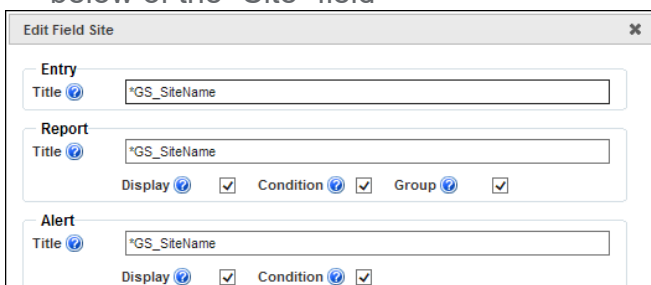 below of the "Site" field
Edit Field Site
Entry
Title *GS_SiteName
Report
Title *GS_SiteName
Display Condition Group
Alert
Title *GS_SiteName
Display Condition